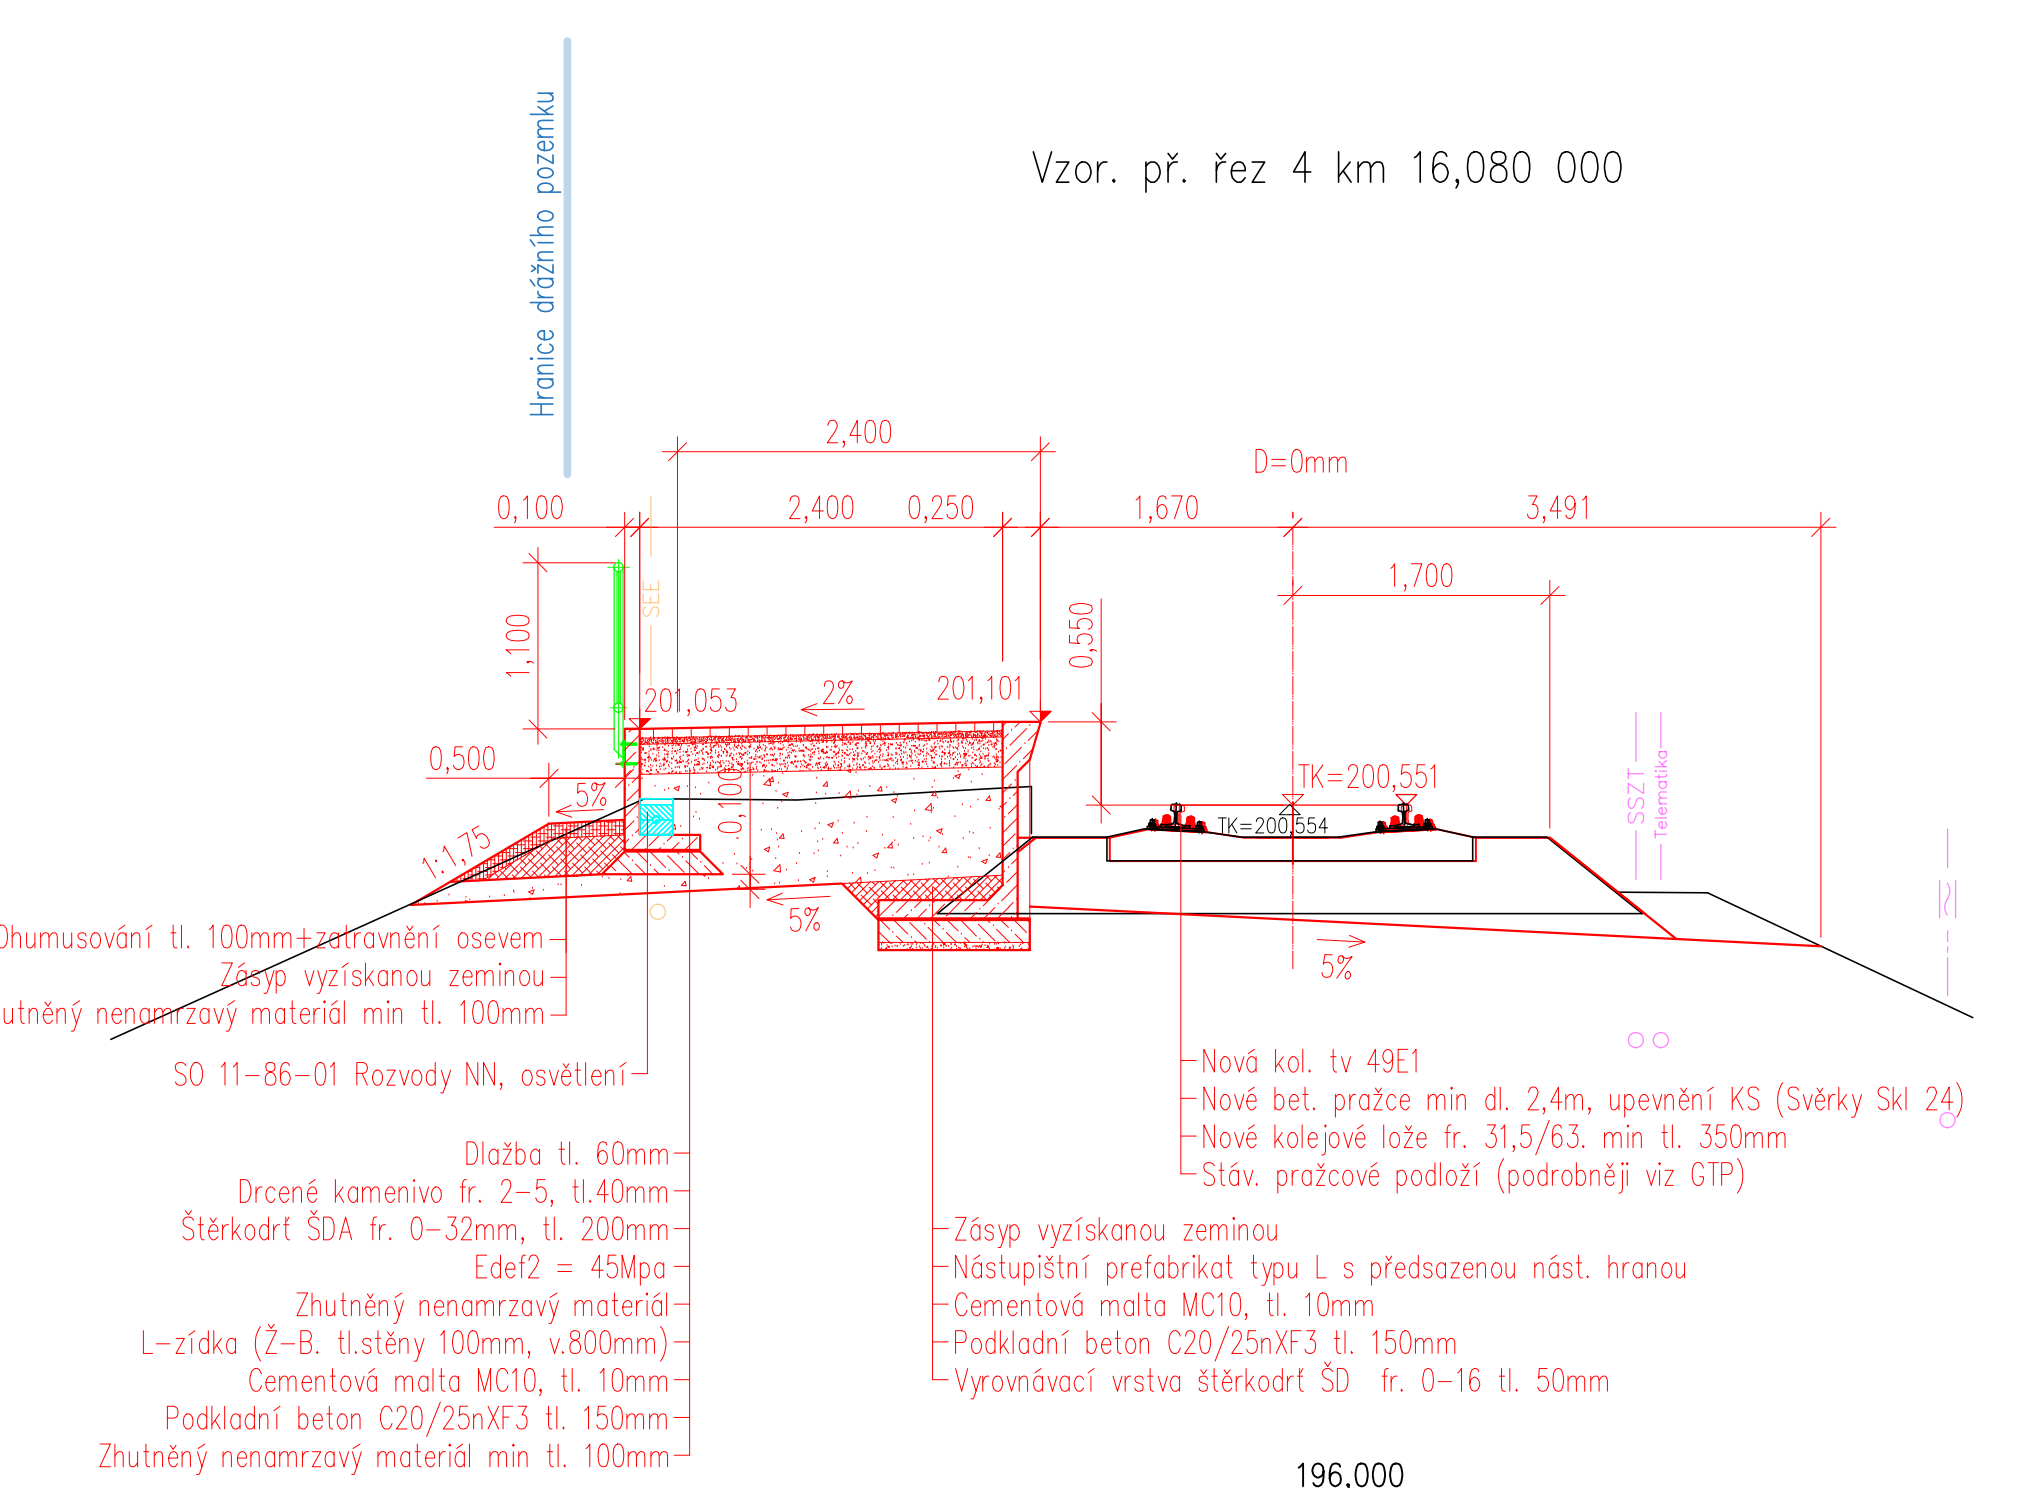 Hranice drážního pozemku
Vzor. př. řez 4 km 16,080 000
2,400
D=0mm
0,100
2,400
0,250
1,670
3,491
1,700
1,100
SEE
0,550
201,053
2%
201,101
0,500
5%
0,100
TK=200,551
TK=200,554
SSZT
Telematika
1:1,75
5%
5%
Ohumusování tl. 100mm+zatravnění osevem
Zásyp vyzískanou zeminou
utněný nenamrzavý materiál min tl. 100mm
SO 11-86-01 Rozvody NN, osvětlení
Nová kol. tv 49E1
Nové bet. pražce min dl. 2,4m, upevnění KS (Svěrky Skl 24)
Nové kolejové lože fr. 31,5/63. min tl. 350mm
Stáv. pražcové podloží (podrobněji viz GTP)
Dlažba tl. 60mm
Drcené kamenivo fr. 2-5, tl.40mm
Štěrkodrť ŠDA fr. 0-32mm, tl. 200mm
Edef2 = 45Mpa
Zhutněný nenamrzavý materiál
L-zídka (Ž-B. tl.stěny 100mm, v.800mm)
Cementová malta MC10, tl. 10mm
Podkladní beton C20/25nXF3 tl. 150mm
Zhutněný nenamrzavý materiál min tl. 100mm
Zásyp vyzískanou zeminou
Nástupištní prefabrikat typu L s předsazenou nást. hranou
Cementová malta MC10, tl. 10mm
Podkladní beton C20/25nXF3 tl. 150mm
Vyrovnávací vrstva štěrkodrť ŠD fr. 0-16 tl. 50mm
196,000